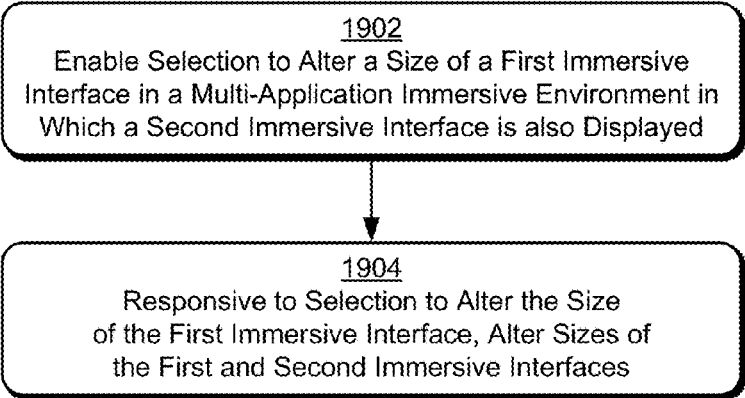 1902
Enable Selection to Alter a Size of a First Immersive
Interface in a Multi-Application Immersive Environment in
Which a Second Immersive Interface is also Displayed
1904
Responsive to Selection to Alter the Size
of the First Immersive Interface, Alter Sizes of
the First and Second Immersive Interfaces